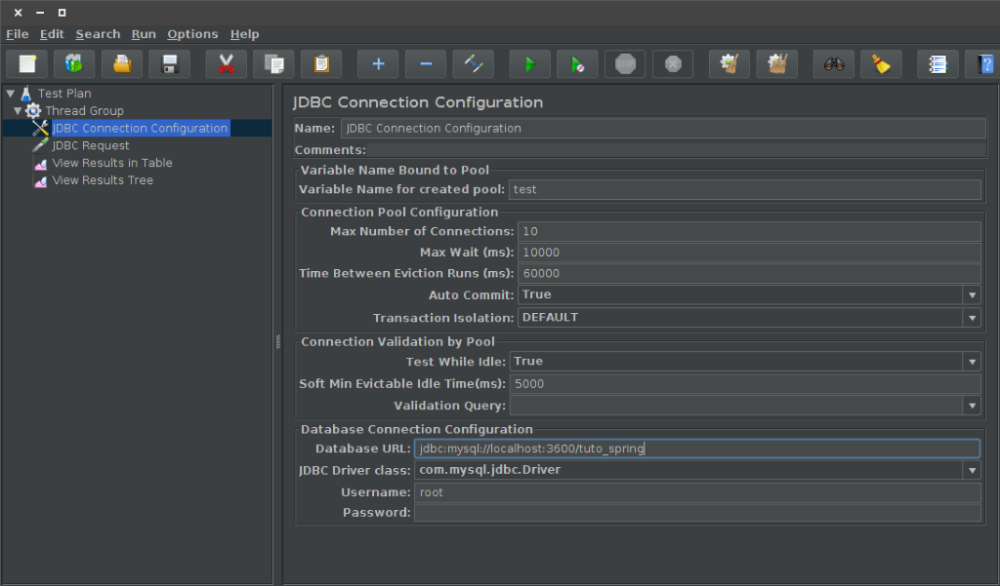 File Edit Search Run Options Help
Test Plan
Thread Group
JDBC Connection Configuration
JDBC Request
View Results in Table
View Results Tree
JDBC Connection Configuration
Name: JDBC Connection Configuration
Comments:
Variable Name Bound to Pool
Variable Name for created pool: test
Connection Pool Configuration
Max Number of Connections: 10
Max Wait (ms): 10000
Time Between Eviction Runs (ms): 60000
Auto Commit: True
Transaction Isolation: DEFAULT
Connection Validation by Pool
Test While Idle: True
Soft Min Evictable Idle Time(ms): 5000
Validation Query:
Database Connection Configuration
Database URL: jdbc:mysql://localhost:3600/tuto_spring
JDBC Driver class: com.mysql.jdbc.Driver
Username: root
Password: